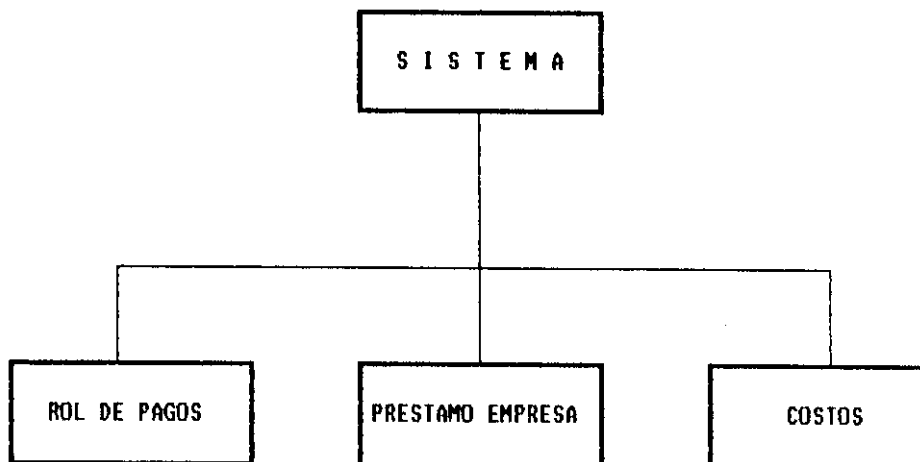 S I S T E M A
ROL DE PAGOS
PRESTAMO EMPRESA
COSTOS